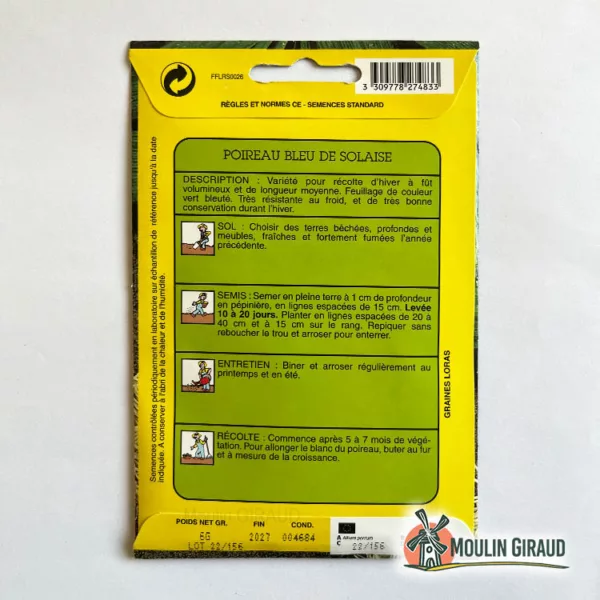 FFLRS0026
3 309778 274833
RÈGLES ET NORMES CE - SEMENCES STANDARD
POIREAU BLEU DE SOLAISE
DESCRIPTION : Variété pour récolte d'hiver à fût
volumineux et de longueur moyenne. Feuillage de couleur
vert bleuté. Très résistante au froid, et de très bonne
conservation durant l'hiver.
SOL : Choisir des terres bèchées, profondes et
meubles, fraîches et fortement fumées l'année
précédente.
SEMIS : Semer en pleine terre à 1 cm de profondeur
en pépinière, en lignes espacées de 15 cm. Levée
10 à 20 jours. Planter en lignes espacées de 20 à
40 cm et à 15 cm sur le rang. Repiquer sans
reboucher le trou et arroser pour enterrer.
ENTRETIEN : Biner et arroser régulièrement au
printemps et en été.
RÉCOLTE : Commence après 5 à 7 mois de végé-
tation. Pour allonger le blanc du poireau, buter au fur
et à mesure de la croissance.
Semences contrôlées périodiquement en laboratoire sur échantillon de référence jusqu'à la date
indiquée. A conserver à l'abri de la chaleur et de l'humidité.
GRAINES LORAS
POIDS NET GR. FIN COND.
6G 2027 004684
LOT 22/156
A Allium porrum
C 22/156
MOULIN GIRAUD